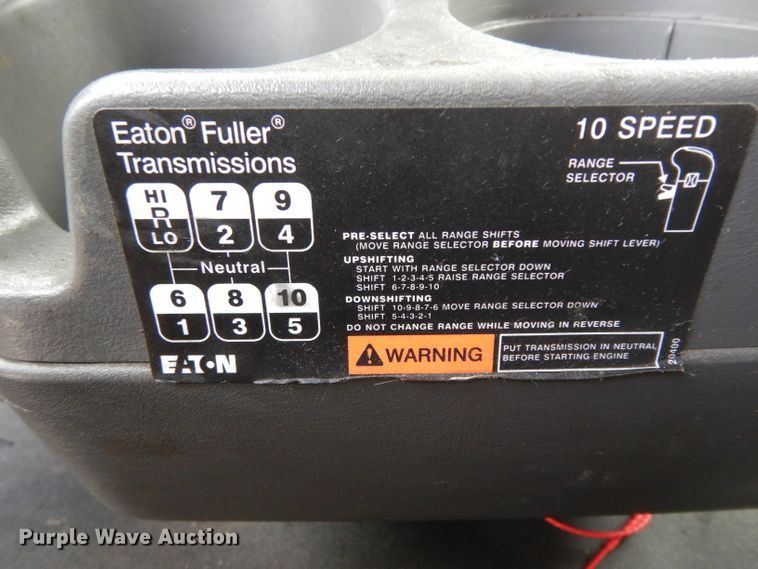 Eaton® Fuller®
Transmissions
10 SPEED
RANGE
SELECTOR
HI
R
LO
7
2
9
4
Neutral
6
1
8
3
10
5
EATON
PRE-SELECT ALL RANGE SHIFTS
(MOVE RANGE SELECTOR BEFORE MOVING SHIFT LEVER)
UPSHIFTING
START WITH RANGE SELECTOR DOWN
SHIFT 1-2-3-4-5 RAISE RANGE SELECTOR
SHIFT 6-7-8-9-10
DOWNSHIFTING
SHIFT 10-9-8-7-6 MOVE RANGE SELECTOR DOWN
SHIFT 5-4-3-2-1
DO NOT CHANGE RANGE WHILE MOVING IN REVERSE
WARNING
PUT TRANSMISSION IN NEUTRAL
BEFORE STARTING ENGINE
20400
Purple Wave Auction